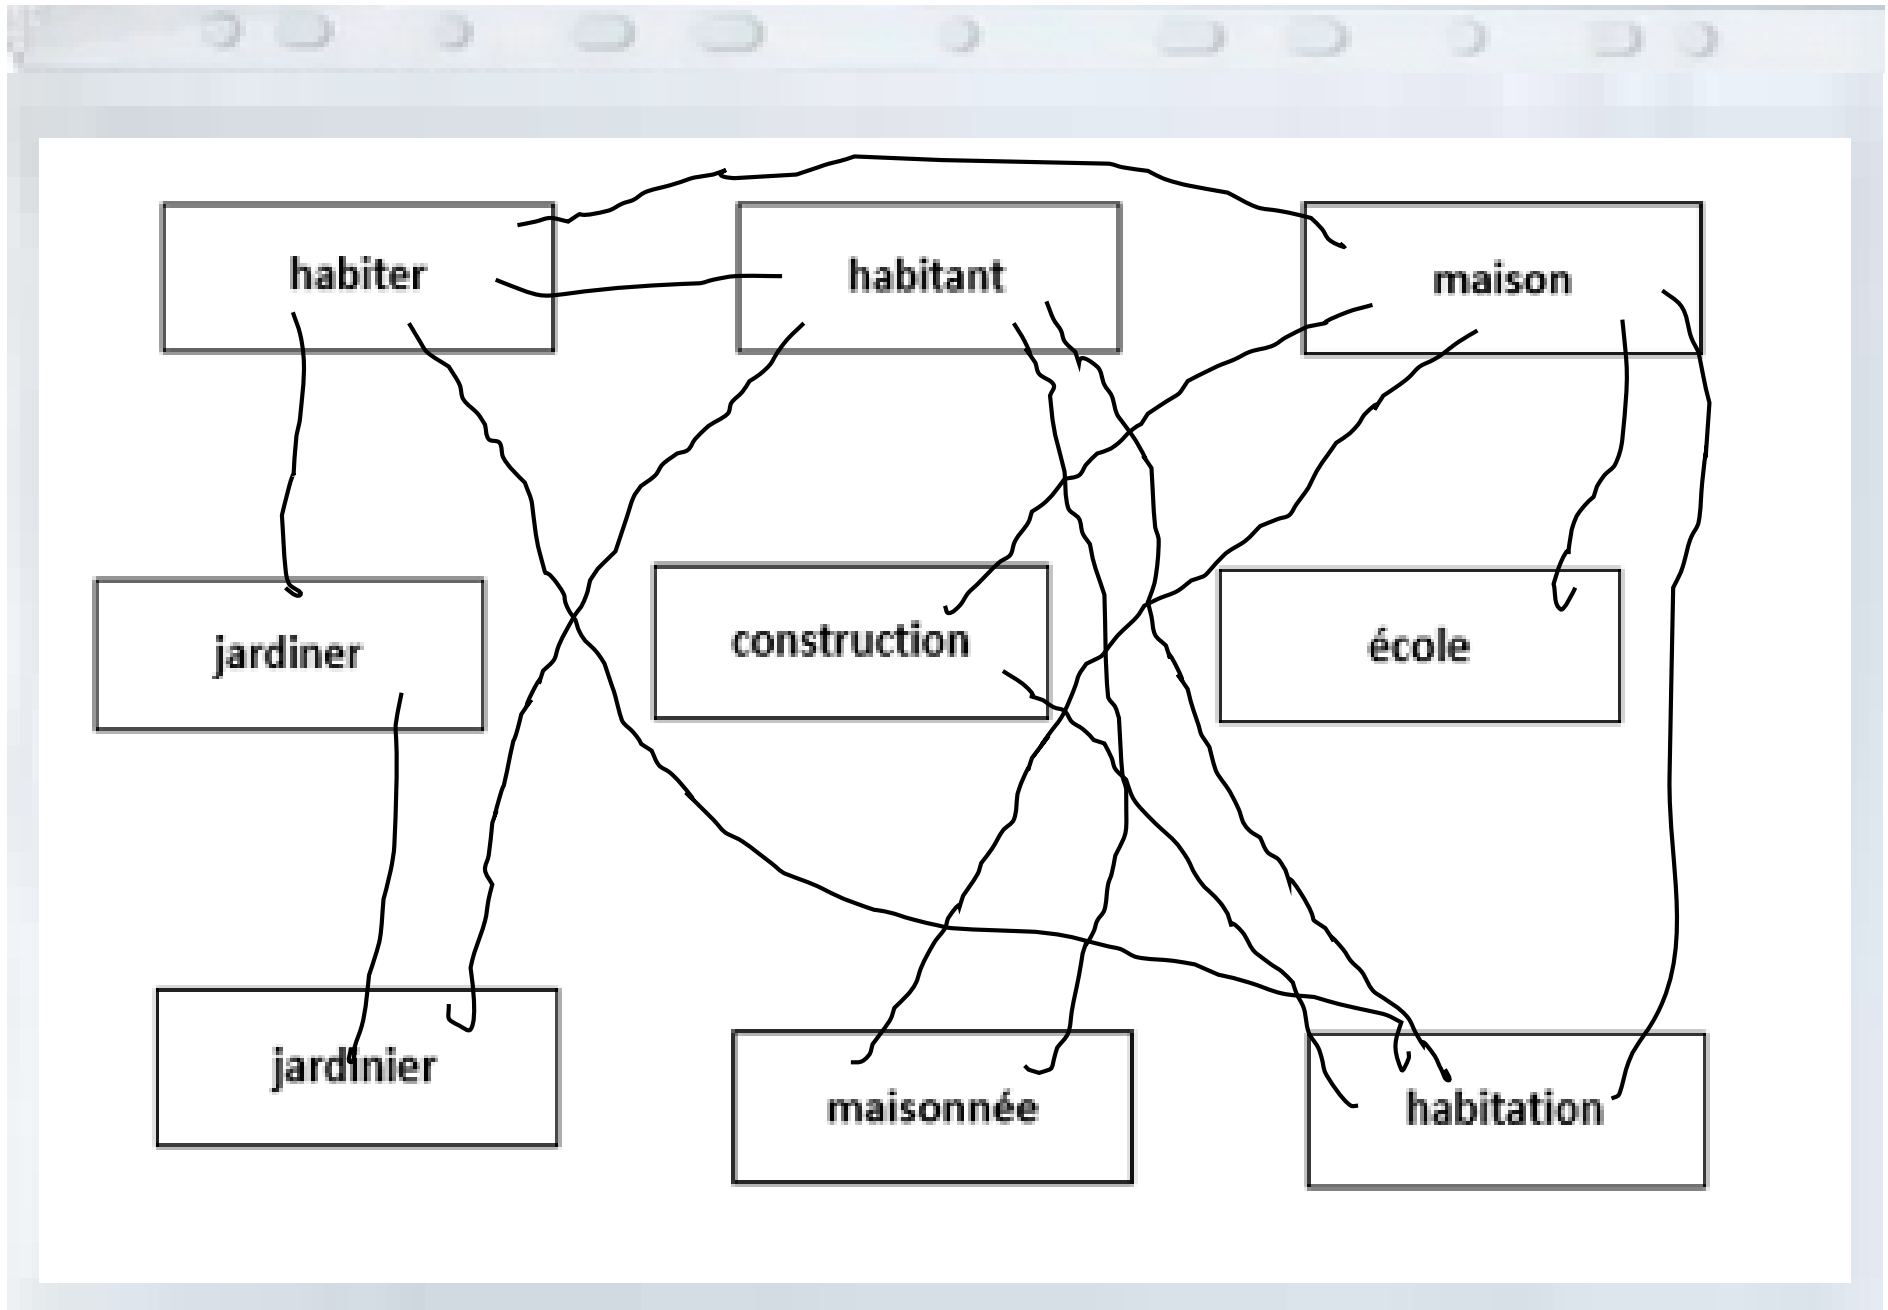 habiter habitant maison
jardiner construction école
jardinier maisonnée habitation